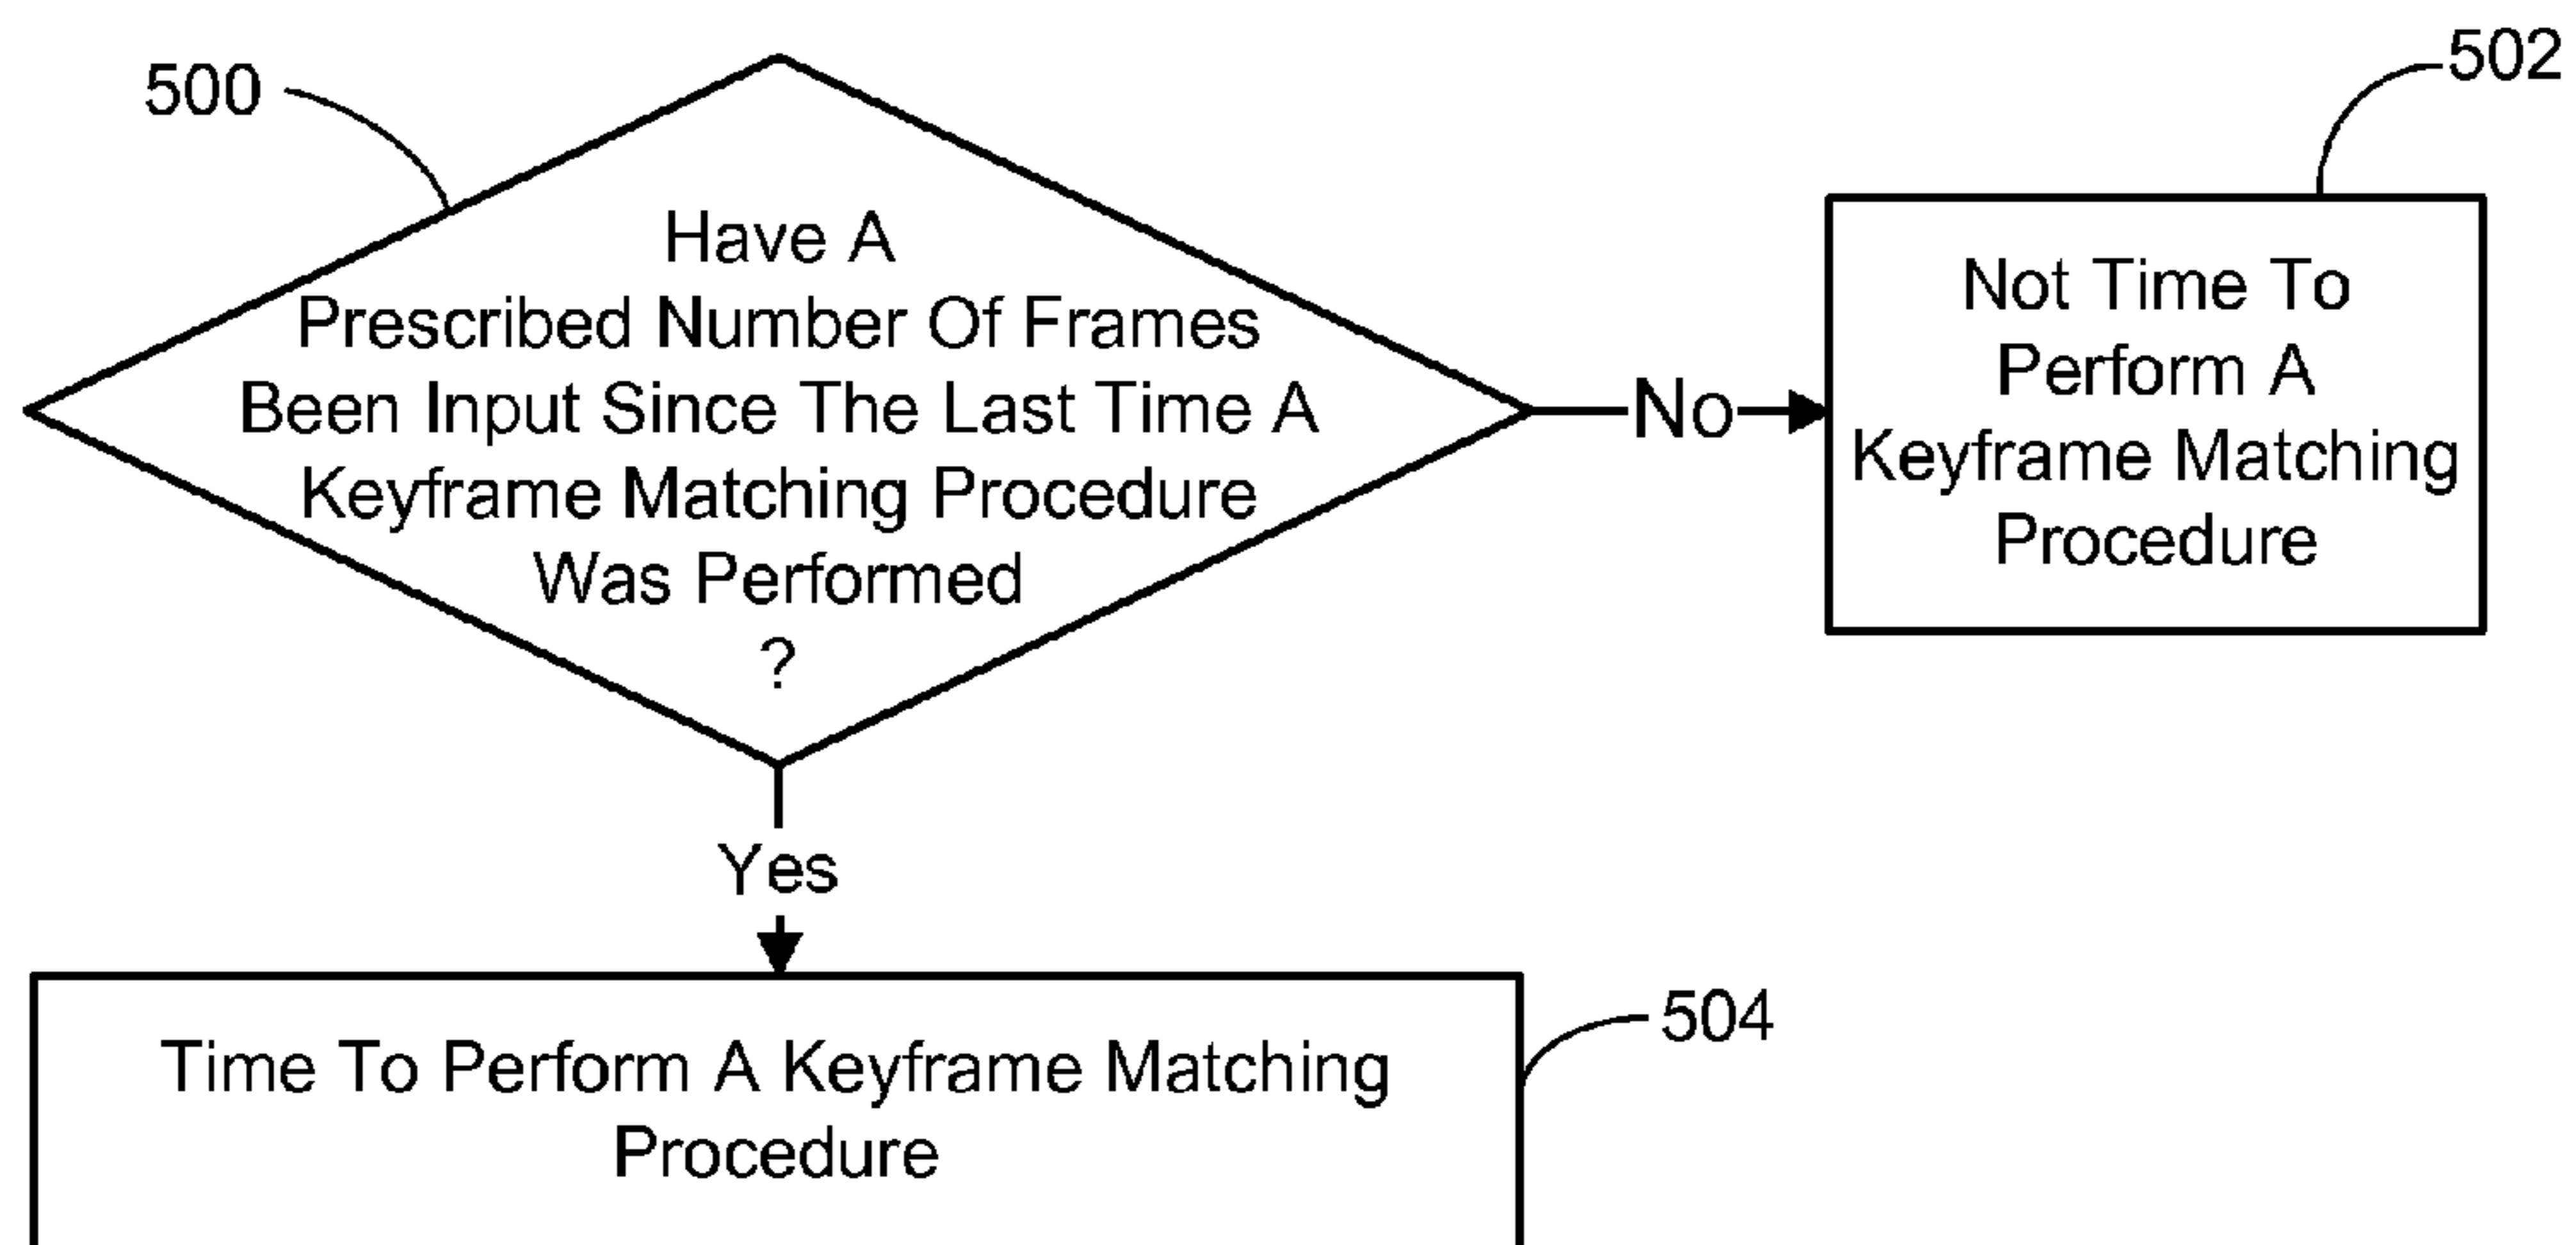 500
Have A
Prescribed Number Of Frames
Been Input Since The Last Time A
Keyframe Matching Procedure
Was Performed
?
No
502
Not Time To
Perform A
Keyframe Matching
Procedure
Yes
504
Time To Perform A Keyframe Matching
Procedure